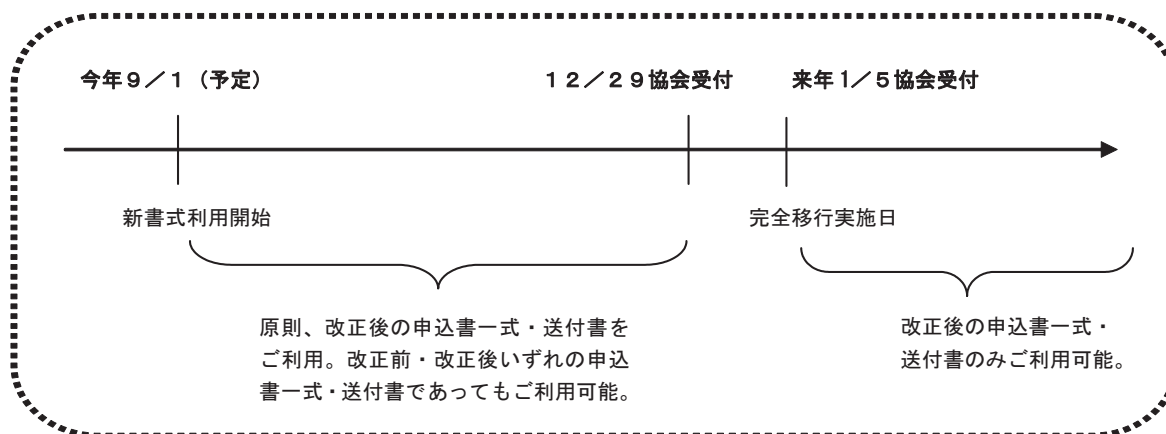 今年９／１（予定）
１２／２９協会受付
来年１／５協会受付
新書式利用開始
完全移行実施日
原則、改正後の申込書一式・送付書を
ご利用。改正前・改正後いずれの申込
書一式・送付書であってもご利用可能。
改正後の申込書一式・
送付書のみご利用可能。